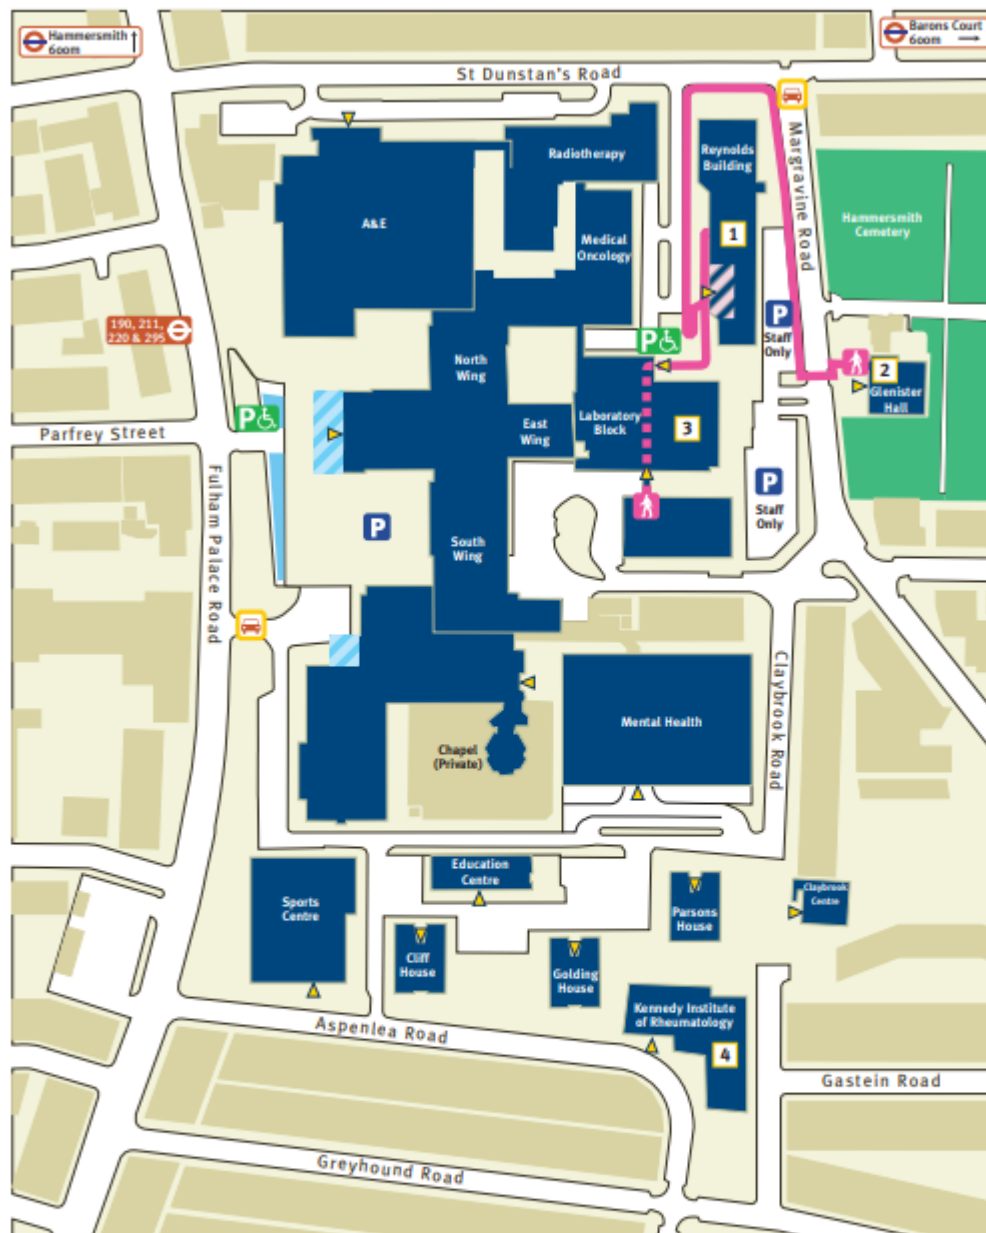 Hammersmith
600m
Barons Court
600m
St Dunstan's Road
Radiotherapy
Reynolds
Building
Margravine Road
A&E
Medical
Oncology
1
Hammersmith
Cemetery
190, 211,
220 & 295
P
P
Staff
Only
North
Wing
2
Glenister
Hall
P
Parfrey Street
East
Wing
Laboratory
Block
3
P
Staff
Only
P
South
Wing
Fulham Palace Road
Claybrook Road
Mental Health
Chapel
(Private)
Education
Centre
Sports
Centre
Claybrook
Centre
Parsons
House
Cliff
House
Golding
House
Kennedy Institute
of Rheumatology
4
Aspenlea Road
Gastein Road
Greyhound Road